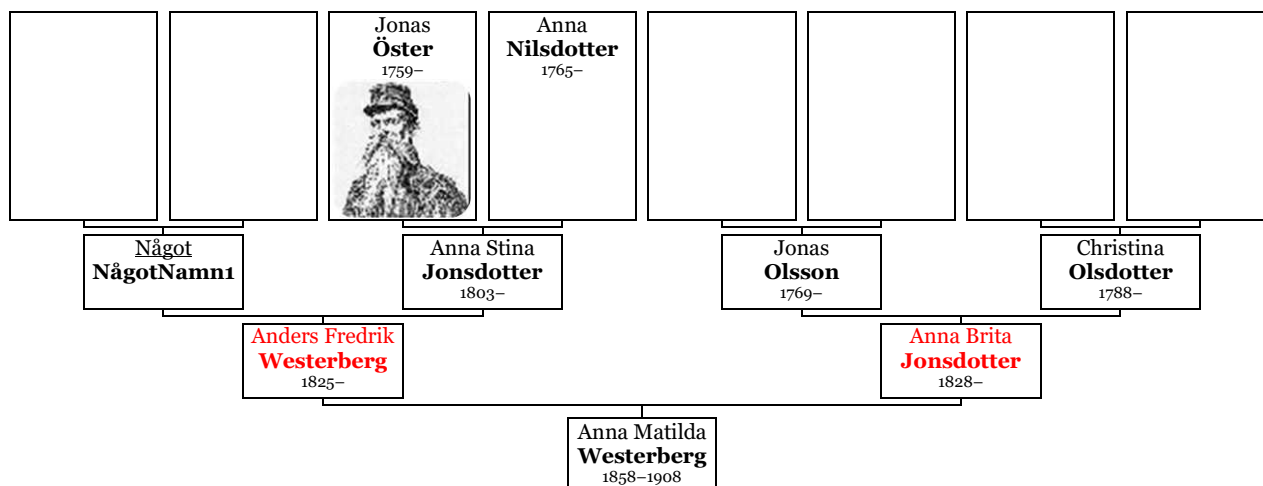 Jonas
Öster
1759–
Anna
Nilsdotter
1765–
Något
NågotNamn1
Anna Stina
Jonsdotter
1803–
Jonas
Olsson
1769–
Christina
Olsdotter
1788–
Anders Fredrik
Westerberg
1825–
Anna Brita
Jonsdotter
1828–
Anna Matilda
Westerberg
1858–1908